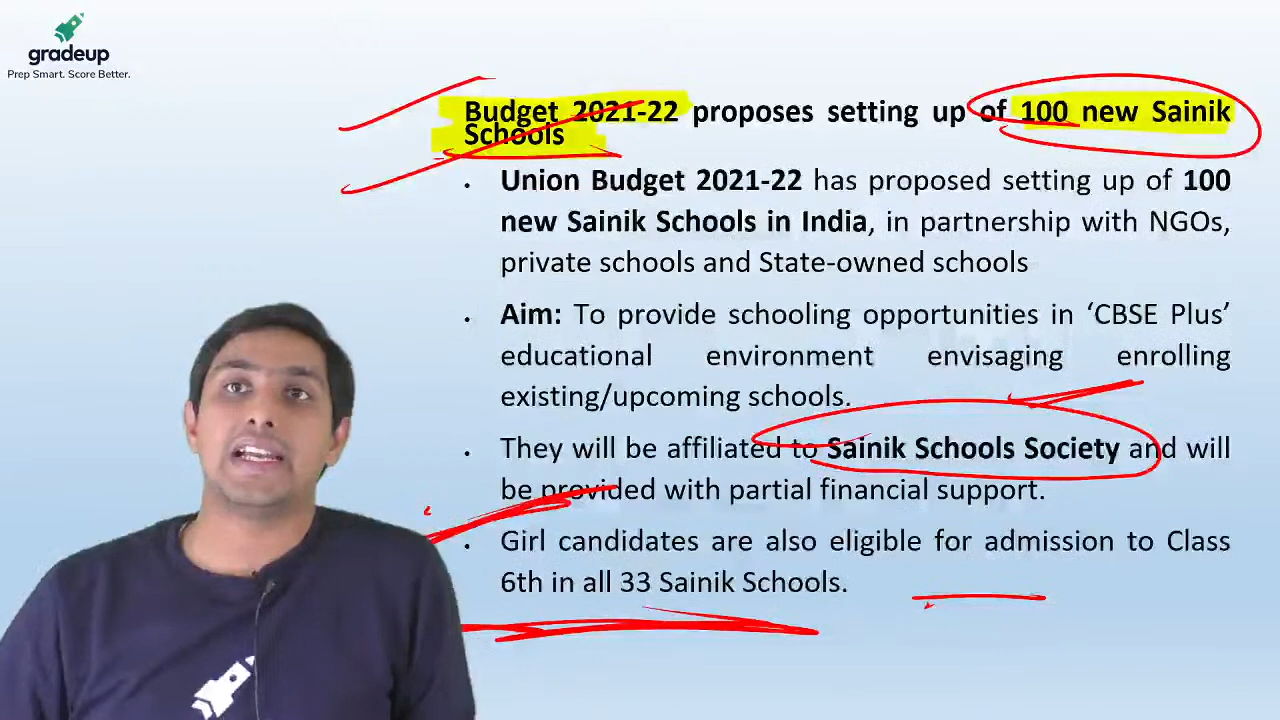 gradeup
Prep Smart. Score Better.
Budget 2021-22 proposes setting up of 100 new Sainik
Schools
• Union Budget 2021-22 has proposed setting up of 100
new Sainik Schools in India, in partnership with NGOs,
private schools and State-owned schools
• Aim: To provide schooling opportunities in ‘CBSE Plus’
educational environment envisaging enrolling
existing/upcoming schools.
• They will be affiliated to Sainik Schools Society and will
be provided with partial financial support.
• Girl candidates are also eligible for admission to Class
6th in all 33 Sainik Schools.